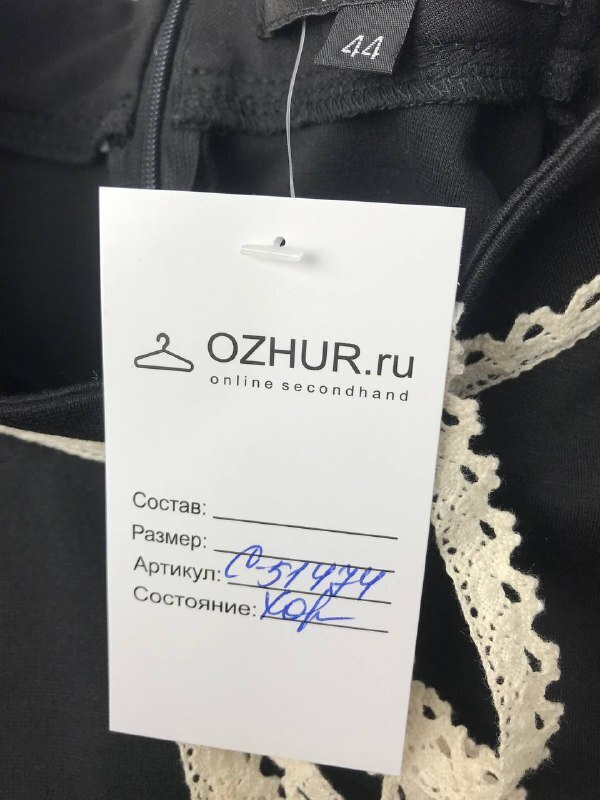 44
OZHUR.ru
online secondhand
Состав:
Размер:
Артикул: С-51474
Состояние: Хор